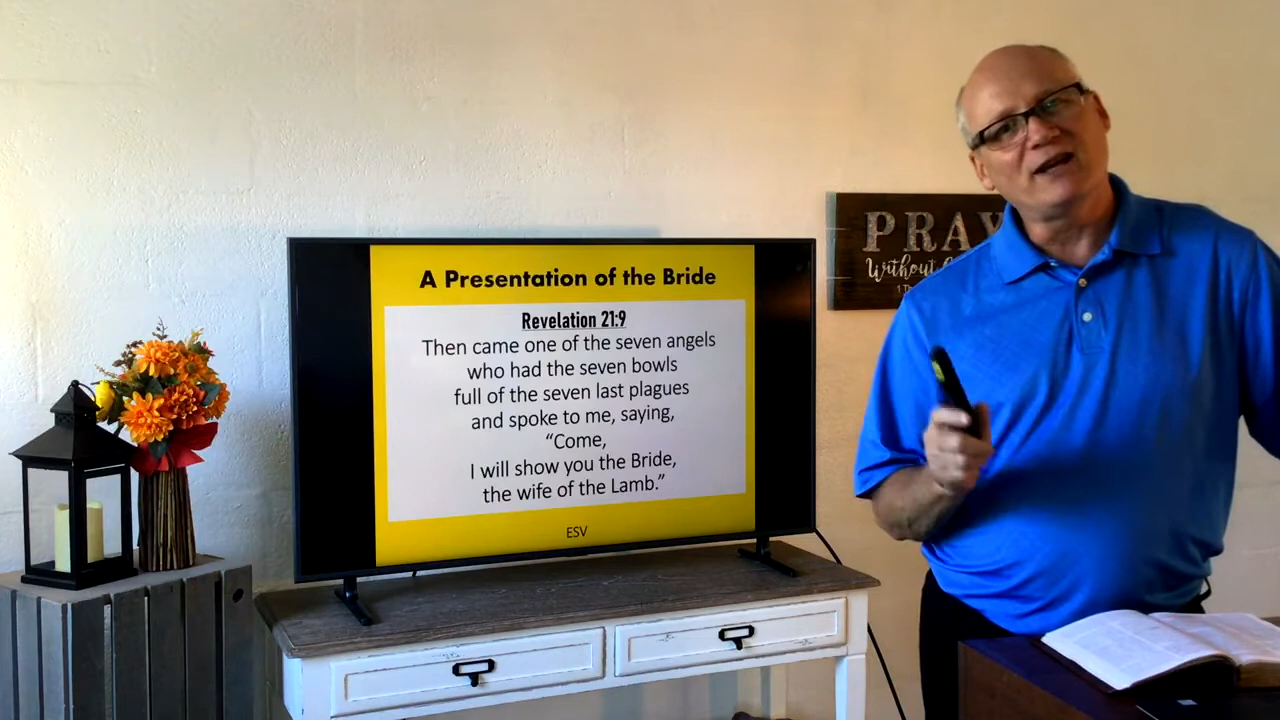 A Presentation of the Bride
Revelation 21:9
Then came one of the seven angels
who had the seven bowls
full of the seven last plagues
and spoke to me, saying,
“Come,
I will show you the Bride,
the wife of the Lamb.”
ESV
PRAY
Without